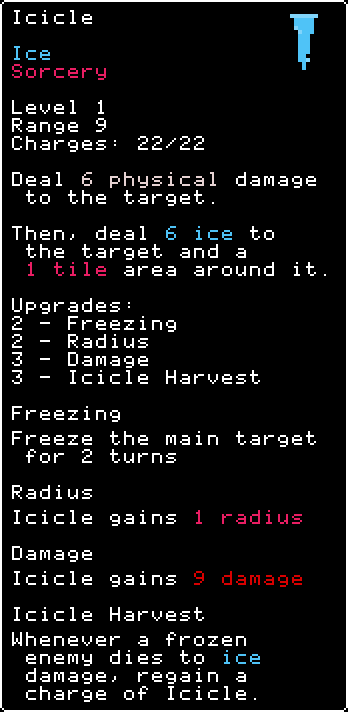 Icicle
Ice
Sorcery
Level 1
Range 9
Charges: 22/22
Deal 6 physical damage
to the target.
Then, deal 6 ice to
the target and a
1 tile area around it.
Upgrades:
2 - Freezing
2 - Radius
3 - Damage
3 - Icicle Harvest
Freezing
Freeze the main target
for 2 turns
Radius
Icicle gains 1 radius
Damage
Icicle gains 9 damage
Icicle Harvest
Whenever a frozen
enemy dies to ice
damage, regain a
charge of Icicle.